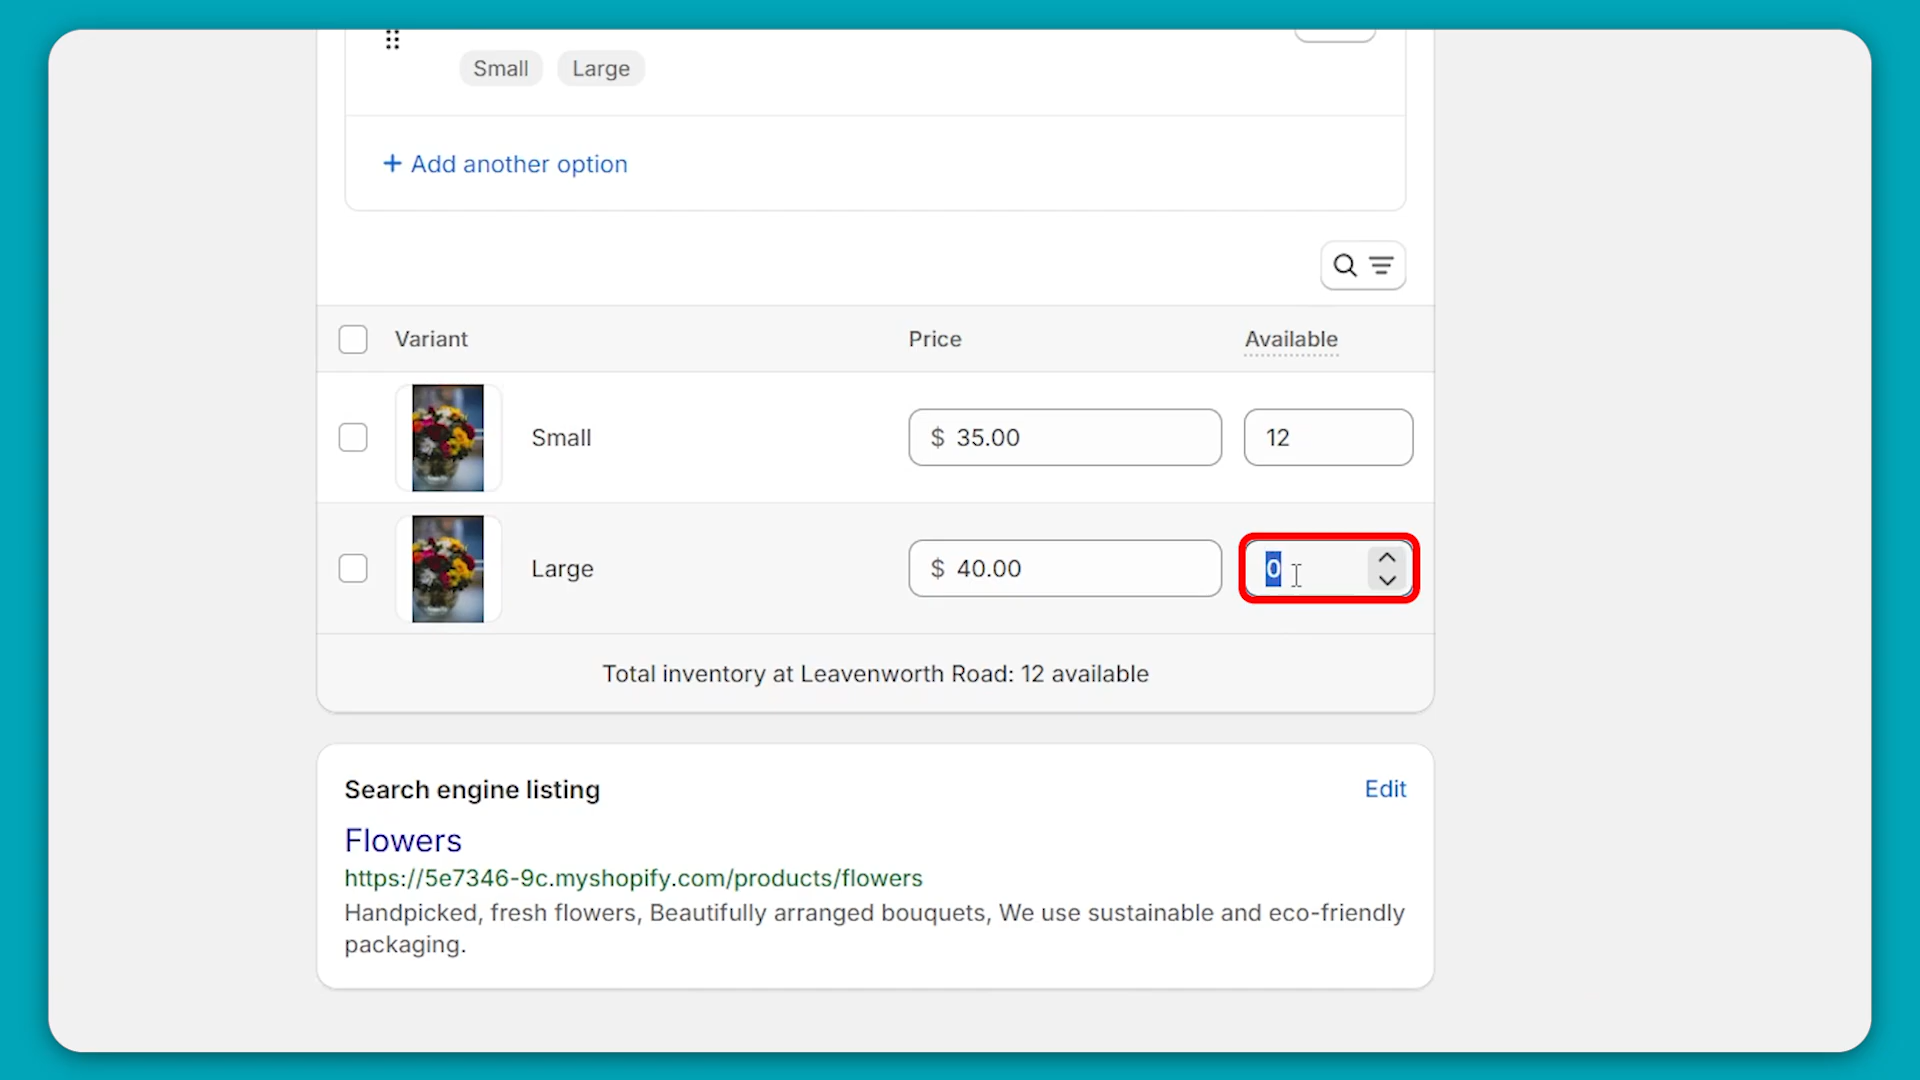 Small Large
+ Add another option
Variant Price Available
Small $ 35.00 12
Large $ 40.00 0
Total inventory at Leavenworth Road: 12 available
Search engine listing Edit
Flowers
https://5e7346-9c.myshopify.com/products/flowers
Handpicked, fresh flowers, Beautifully arranged bouquets, We use sustainable and eco-friendly
packaging.